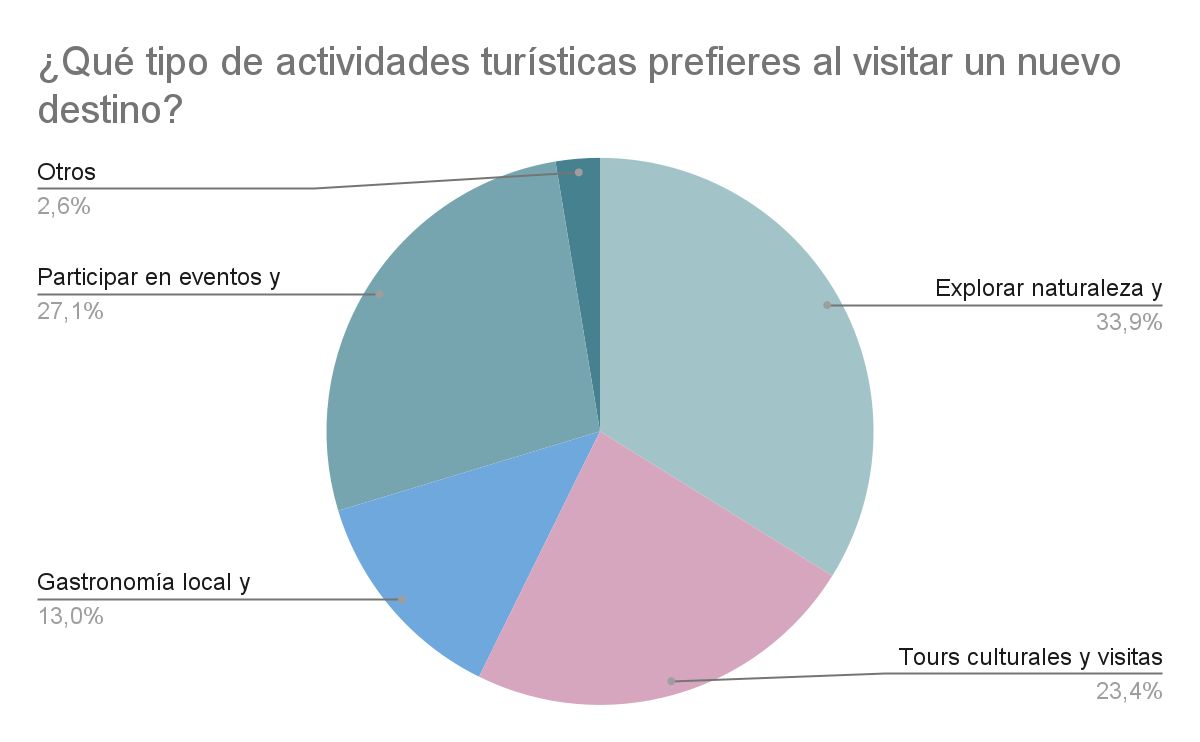 ¿Qué tipo de actividades turísticas prefieres al visitar un nuevo
destino?
Otros
2,6%
Participar en eventos y
27,1%
Explorar naturaleza y
33,9%
Gastronomía local y
13,0%
Tours culturales y visitas
23,4%